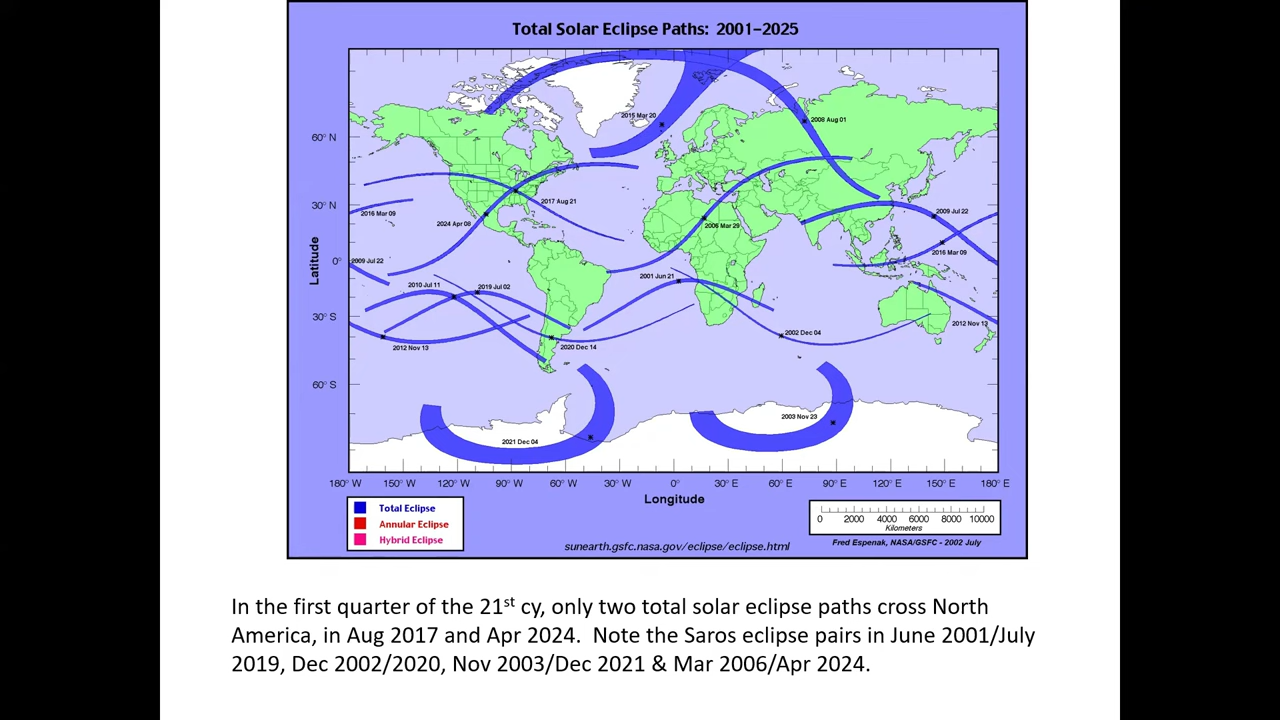 Total Solar Eclipse Paths: 2001–2025
2015 Mar 20
2008 Aug 01
60° N
2017 Aug 21
30° N
2016 Mar 09
2009 Jul 22
2024 Apr 08
2006 Mar 29
2016 Mar 09
Latitude
0°
2009 Jul 22
2001 Jun 21
2010 Jul 11
2019 Jul 02
30° S
2012 Nov 13
2002 Dec 04
2012 Nov 13
2020 Dec 14
60° S
2003 Nov 23
2021 Dec 04
180° W 150° W 120° W 90° W 60° W 30° W 0° 30° E 60° E 90° E 120° E 150° E 180° E
Longitude
Total Eclipse
Annular Eclipse
Hybrid Eclipse
0 2000 4000 6000 8000 10000
Kilometers
sunearth.gsfc.nasa.gov/eclipse/eclipse.html
Fred Espenak, NASA/GSFC - 2002 July
In the first quarter of the 21st cy, only two total solar eclipse paths cross North
America, in Aug 2017 and Apr 2024. Note the Saros eclipse pairs in June 2001/July
2019, Dec 2002/2020, Nov 2003/Dec 2021 & Mar 2006/Apr 2024.